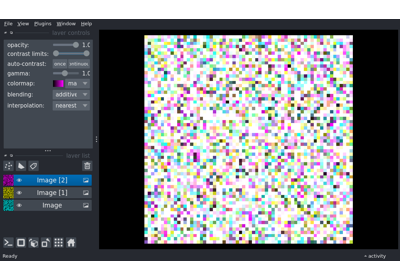 File View Plugins Window Help
layer controls
opacity: 1.0
contrast limits:
auto-contrast: once
gamma: 1.0
colormap: ma
blending: additive
interpolation: nearest
layer list
Image [2]
Image [1]
Image
Ready activity